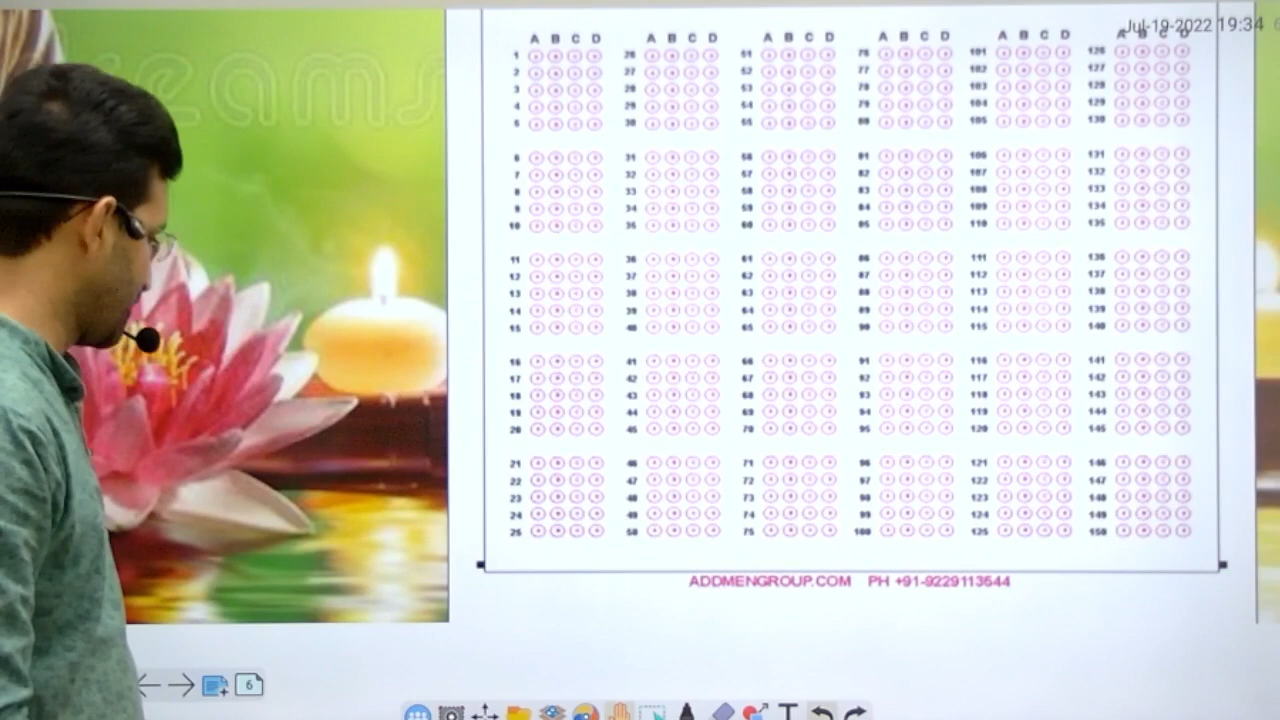 Jul-19-2022 19:34
eams
A B C D A B C D A B C D A B C D A B C D A B C D
1 26 51 76 101 126
2 27 52 77 102 127
3 28 53 78 103 128
4 29 54 79 104 129
5 30 55 80 105 130
6 31 56 81 106 131
7 32 57 82 107 132
8 33 58 83 108 133
9 34 59 84 109 134
10 35 60 85 110 135
11 36 61 86 111 136
12 37 62 87 112 137
13 38 63 88 113 138
14 39 64 89 114 139
15 40 65 90 115 140
16 41 66 91 116 141
17 42 67 92 117 142
18 43 68 93 118 143
19 44 69 94 119 144
20 45 70 95 120 145
21 46 71 96 121 146
22 47 72 97 122 147
23 48 73 98 123 148
24 49 74 99 124 149
25 50 75 100 125 150
ADDMENGROUP.COM PH +91-9229113544
6
T